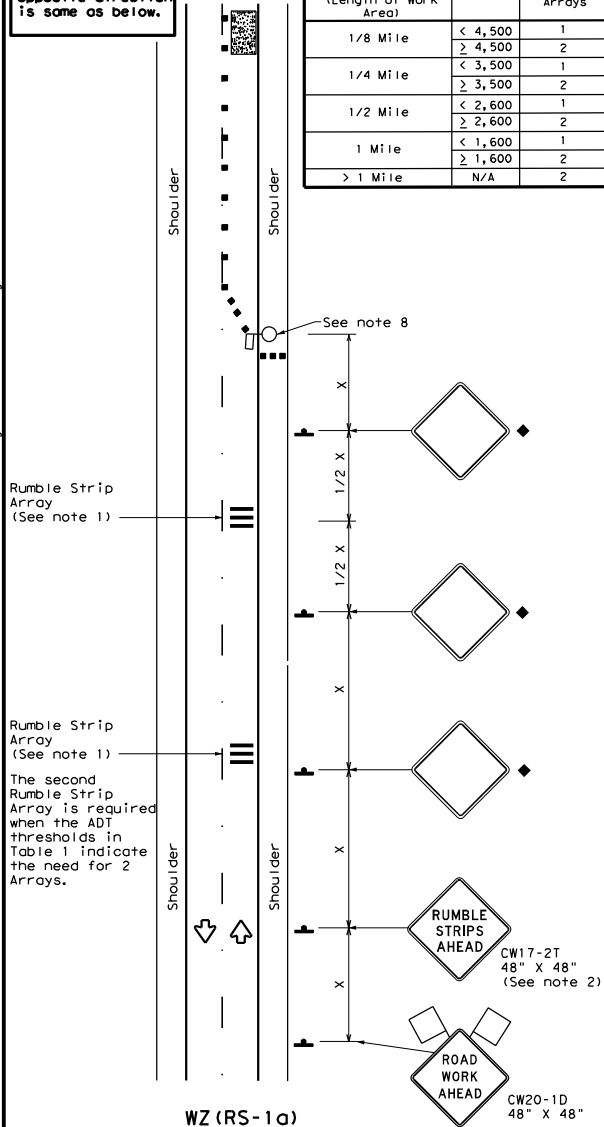 is same as below.
(Length of Work
Area)
Arrays
1/8 Mile
< 4,500
1
≥ 4,500
2
1/4 Mile
< 3,500
1
≥ 3,500
2
1/2 Mile
< 2,600
1
≥ 2,600
2
1 Mile
< 1,600
1
≥ 1,600
2
> 1 Mile
N/A
2
Shoulder
Shoulder
See note 8
X
1/2 X
Rumble Strip
Array
(See note 1)
1/2 X
X
Rumble Strip
Array
(See note 1)
The second
Rumble Strip
Array is required
when the ADT
thresholds in
Table 1 indicate
the need for 2
Arrays.
X
Shoulder
Shoulder
RUMBLE
STRIPS
AHEAD
CW17-2T
48" X 48"
(See note 2)
X
ROAD
WORK
AHEAD
CW20-1D
48" X 48"
WZ(RS-1a)